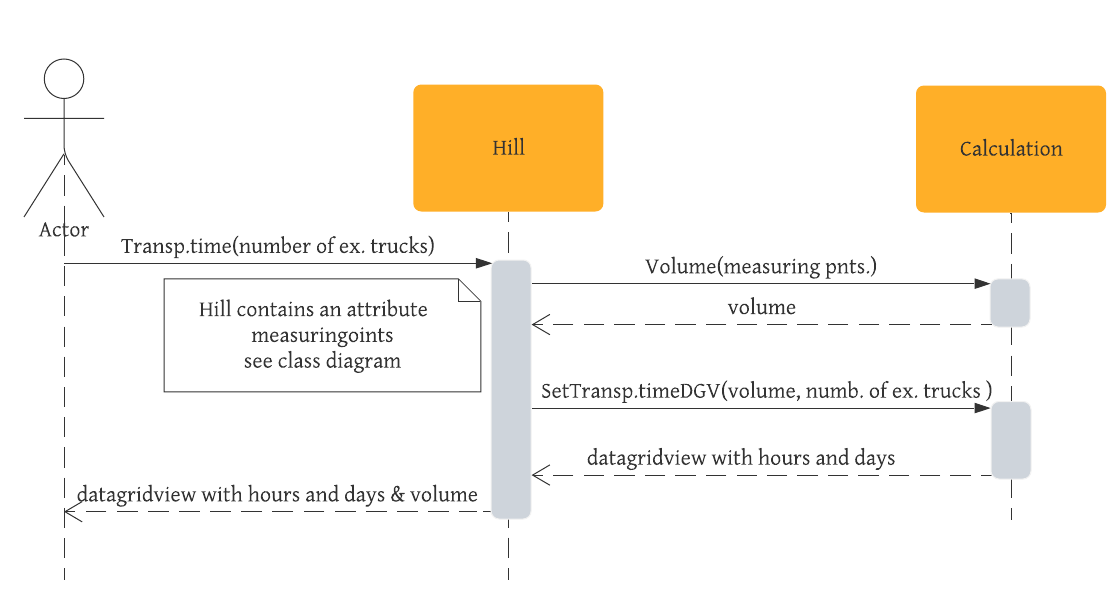 Hill
Calculation
Actor
Transp.time(number of ex. trucks)
Volume(measuring pnts.)
Hill contains an attribute
measuringoints
see class diagram
volume
SetTransp.timeDGV(volume, numb. of ex. trucks )
datagridview with hours and days
datagridview with hours and days & volume